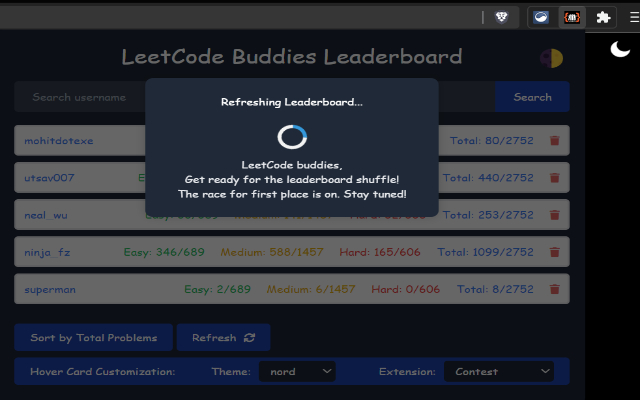 LeetCode Buddies Leaderboard
Search username
Search
Refreshing Leaderboard...
LeetCode buddies,
Get ready for the leaderboard shuffle!
The race for first place is on. Stay tuned!
mohitdotexe Total: 80/2752
utsav007 Total: 440/2752
neal_wu Total: 253/2752
ninja_fz Easy: 346/689 Medium: 588/1457 Hard: 165/606 Total: 1099/2752
superman Easy: 2/689 Medium: 6/1457 Hard: 0/606 Total: 8/2752
Sort by Total Problems Refresh
Hover Card Customization: Theme: nord Extension: Contest